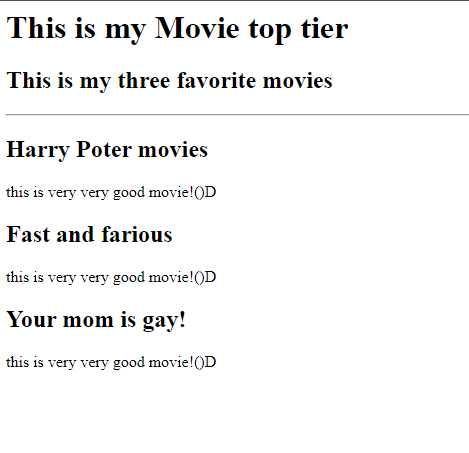 This is my Movie top tier
This is my three favorite movies
Harry Poter movies
this is very very good movie!()D
Fast and farious
this is very very good movie!()D
Your mom is gay!
this is very very good movie!()D